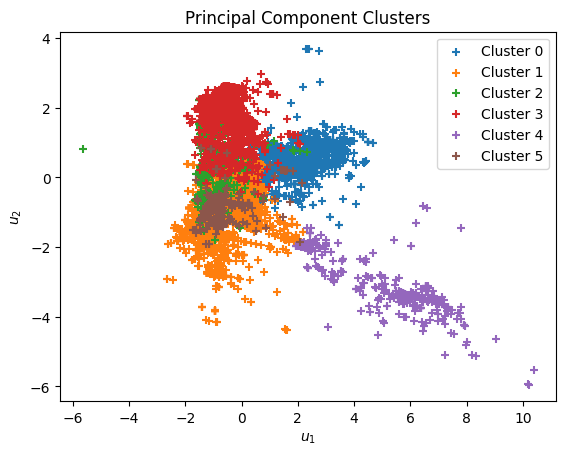 Principal Component Clusters
4
2
0
−2
−4
−6
u₂
Cluster 0
Cluster 1
Cluster 2
Cluster 3
Cluster 4
Cluster 5
−6 −4 −2 0 2 4 6 8 10
u₁